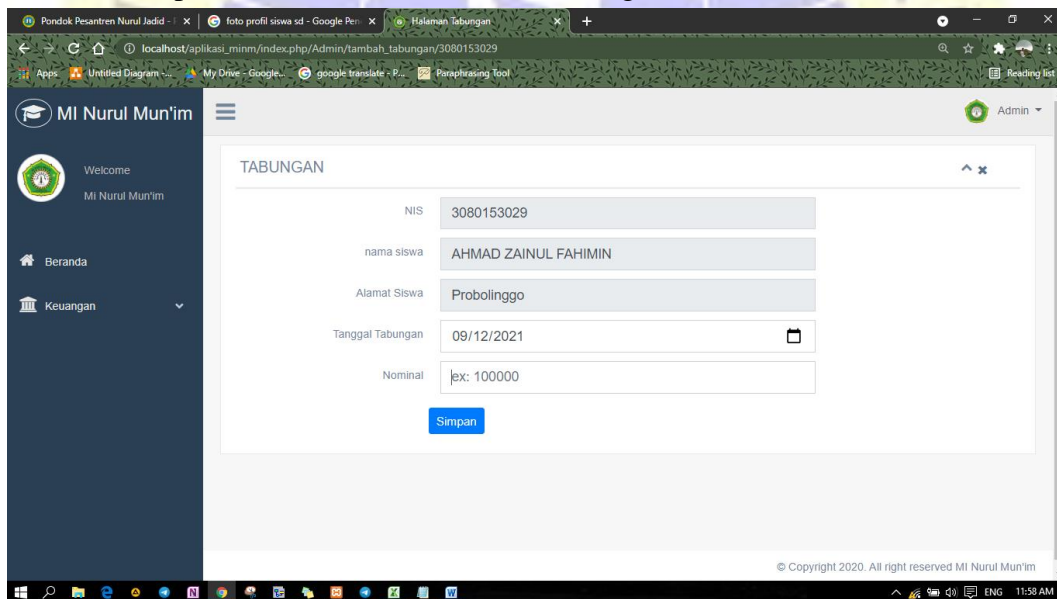 Pondok Pesantren Nurul Jadid -
foto profil siswa sd - Google Pen
Halaman Tabungan
localhost/aplikasi_minm/index.php/Admin/tambah_tabungan/3080153029
Apps
Untitled Diagram -...
My Drive - Google...
google translate - P...
Paraphrasing Tool
Reading list
MI Nurul Mun'im
Admin
Welcome
Mi Nurul Mun'im
Beranda
Keuangan
TABUNGAN
NIS 3080153029
nama siswa AHMAD ZAINUL FAHIMIN
Alamat Siswa Probolinggo
Tanggal Tabungan 09/12/2021
Nominal ex: 100000
Simpan
© Copyright 2020. All right reserved MI Nurul Mun'im
ENG 11:58 AM